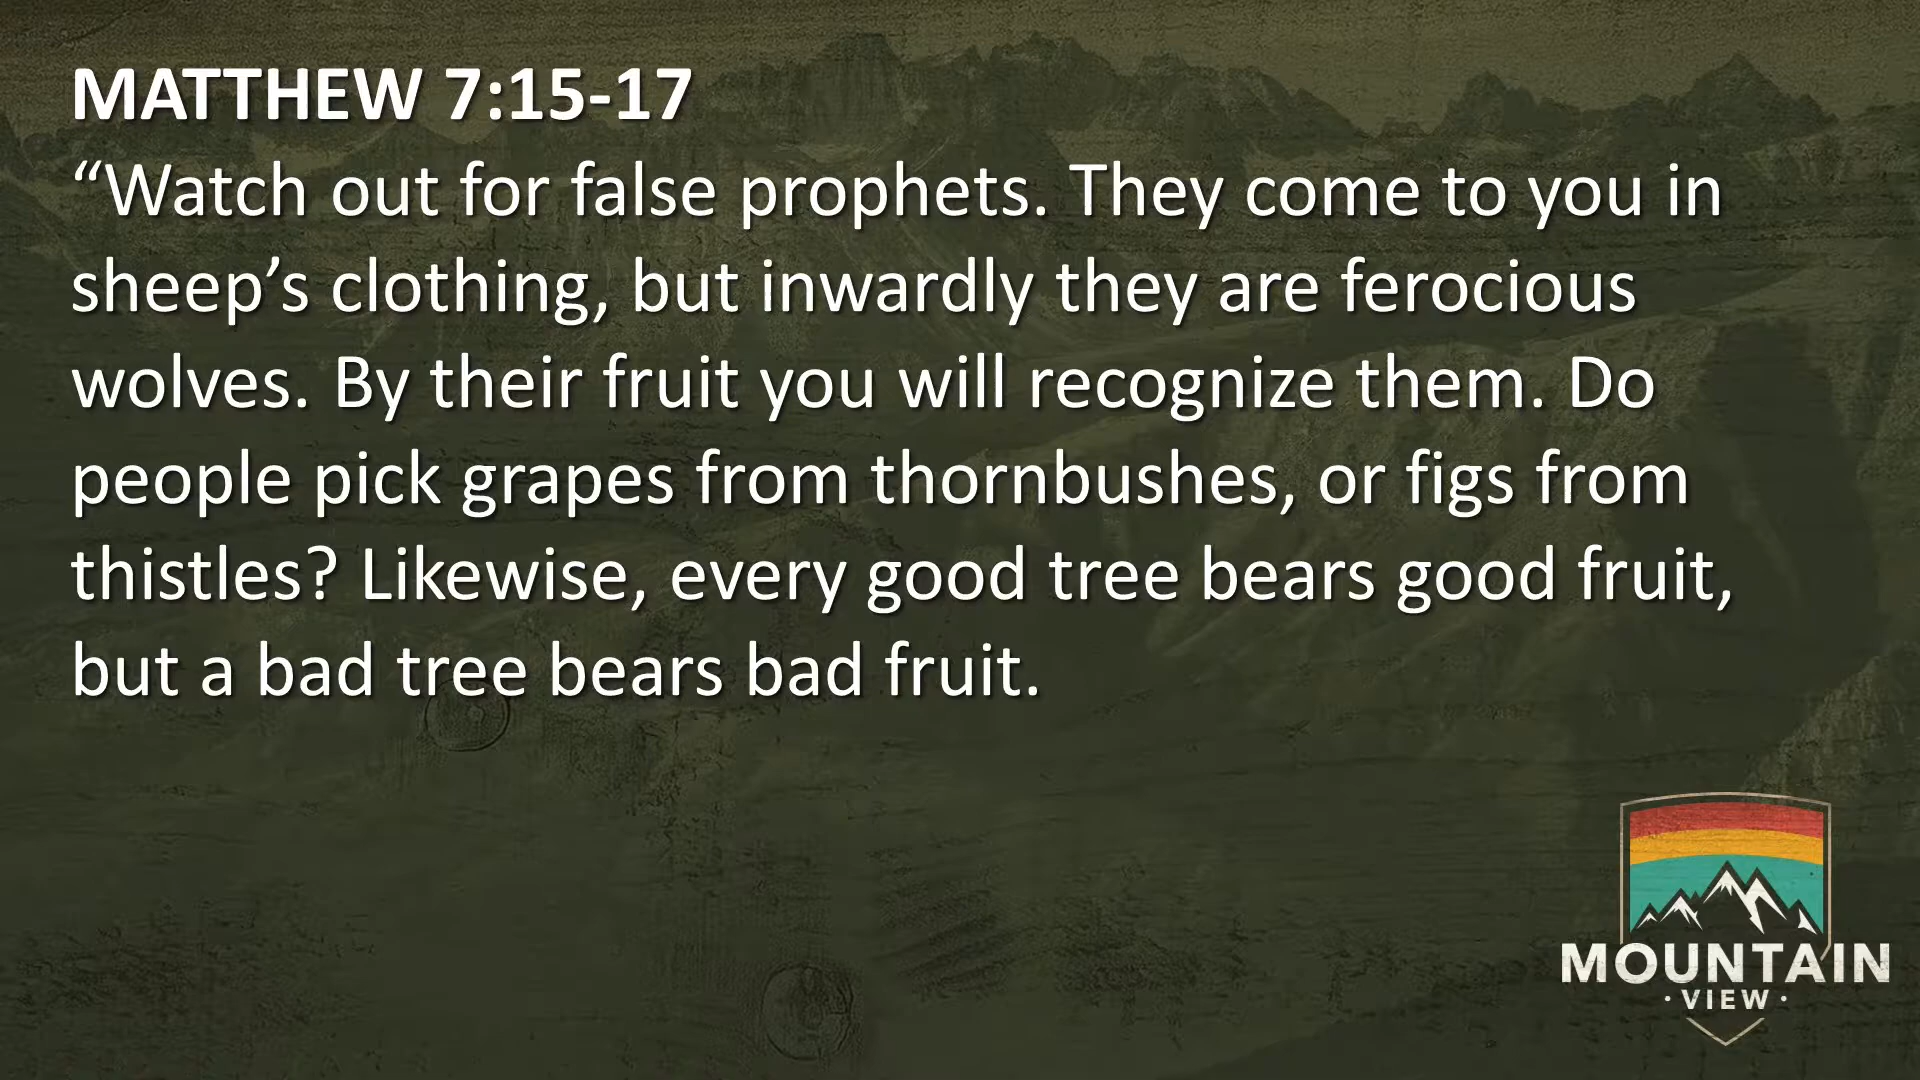 MATTHEW 7:15-17
“Watch out for false prophets. They come to you in
sheep’s clothing, but inwardly they are ferocious
wolves. By their fruit you will recognize them. Do
people pick grapes from thornbushes, or figs from
thistles? Likewise, every good tree bears good fruit,
but a bad tree bears bad fruit.
MOUNTAIN
· VIEW ·